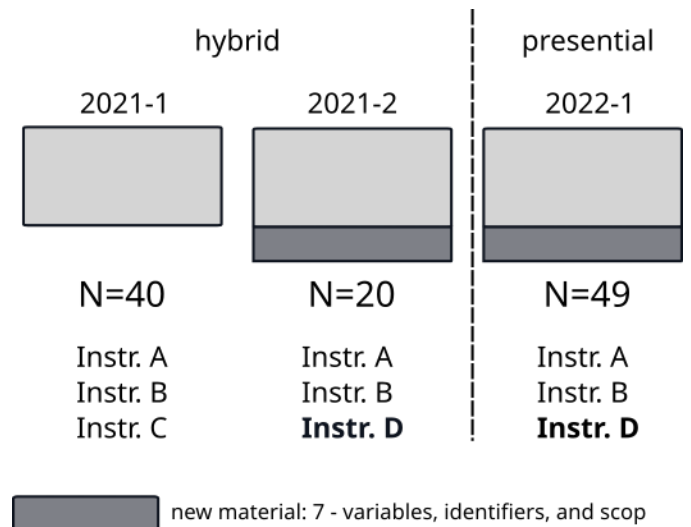 hybrid
presential
2021-1
2021-2
2022-1
N=40
N=20
N=49
Instr. A
Instr. B
Instr. C
Instr. A
Instr. B
Instr. D
Instr. A
Instr. B
Instr. D
new material: 7 - variables, identifiers, and scop